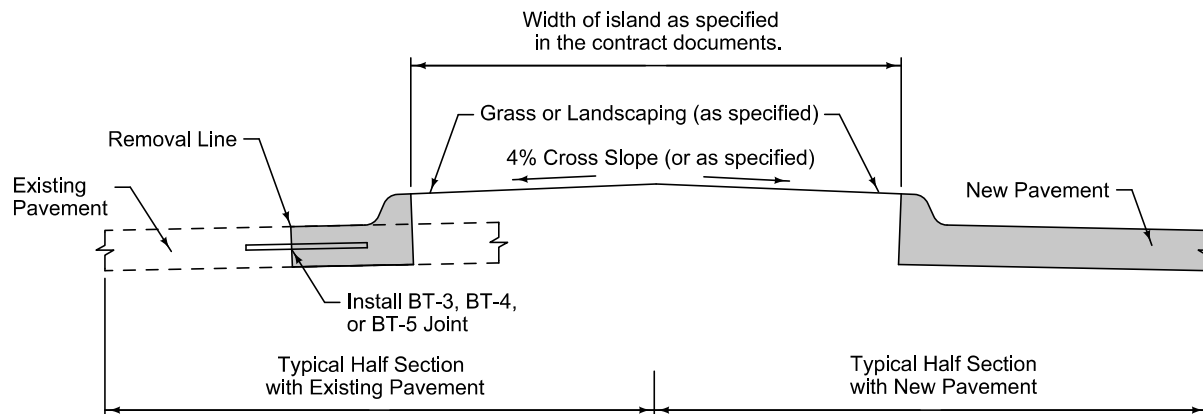 Width of island as specified
in the contract documents.
Grass or Landscaping (as specified)
Removal Line
4% Cross Slope (or as specified)
Existing
Pavement
New Pavement
Install BT-3, BT-4,
or BT-5 Joint
Typical Half Section
with Existing Pavement
Typical Half Section
with New Pavement